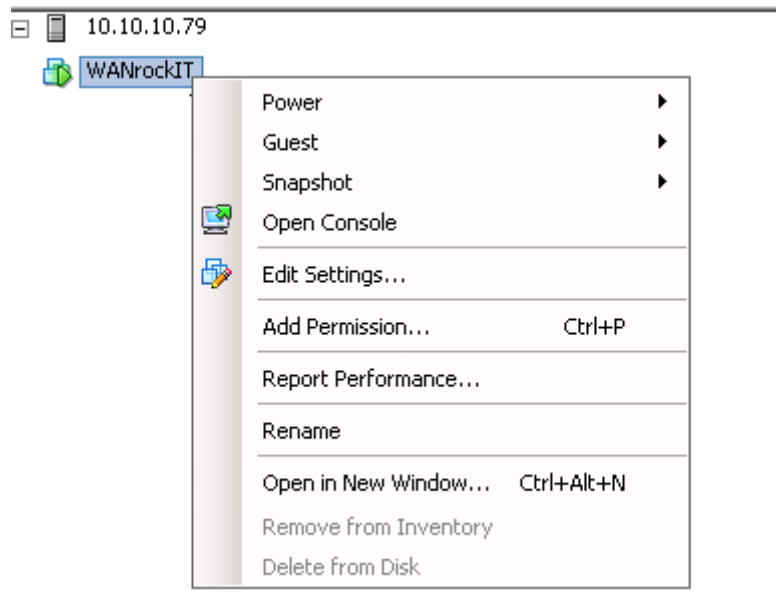 10.10.10.79
WANrockIT
Power
Guest
Snapshot
Open Console
Edit Settings...
Add Permission... Ctrl+P
Report Performance...
Rename
Open in New Window... Ctrl+Alt+N
Remove from Inventory
Delete from Disk